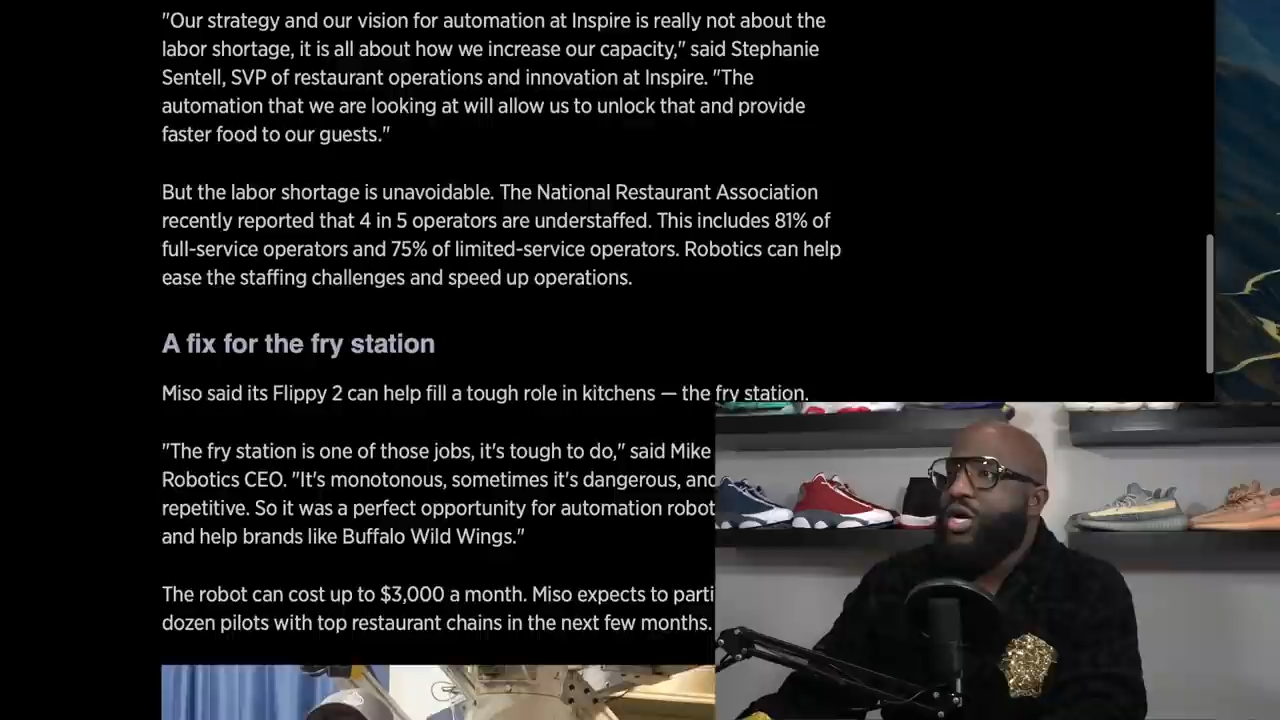 "Our strategy and our vision for automation at Inspire is really not about the
labor shortage, it is all about how we increase our capacity," said Stephanie
Sentell, SVP of restaurant operations and innovation at Inspire. "The
automation that we are looking at will allow us to unlock that and provide
faster food to our guests."
But the labor shortage is unavoidable. The National Restaurant Association
recently reported that 4 in 5 operators are understaffed. This includes 81% of
full-service operators and 75% of limited-service operators. Robotics can help
ease the staffing challenges and speed up operations.
A fix for the fry station
Miso said its Flippy 2 can help fill a tough role in kitchens — the fry station.
"The fry station is one of those jobs, it's tough to do," said Mike
Robotics CEO. "It's monotonous, sometimes it's dangerous, and
repetitive. So it was a perfect opportunity for automation robot
and help brands like Buffalo Wild Wings."
The robot can cost up to $3,000 a month. Miso expects to parti
dozen pilots with top restaurant chains in the next few months.